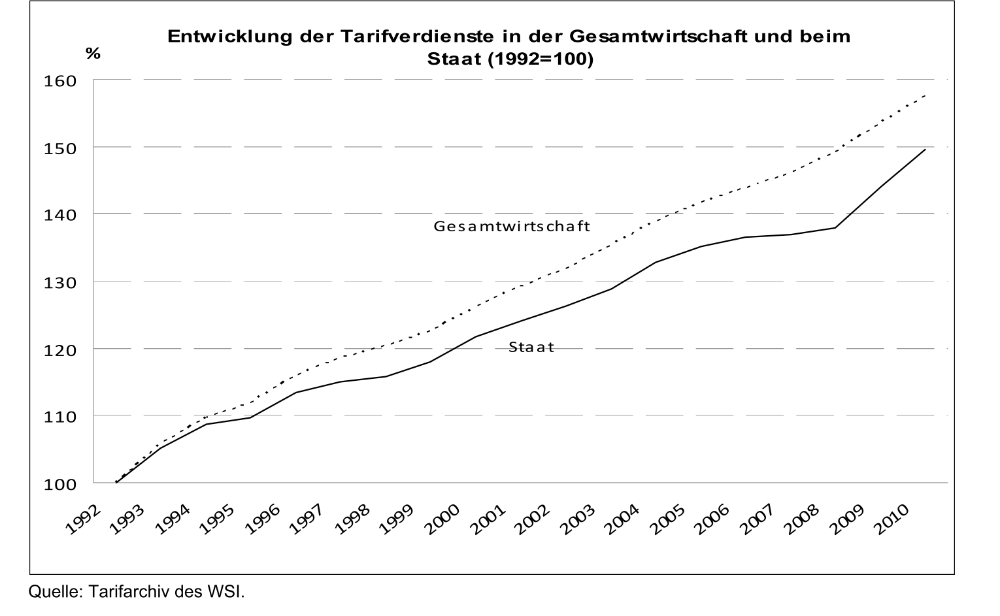 Entwicklung der Tarifverdienste in der Gesamtwirtschaft und beim
Staat (1992=100)
%
160
150
140
Gesamtwirtschaft
130
120
Staat
110
100
1992 1993 1994 1995 1996 1997 1998 1999 2000 2001 2002 2003 2004 2005 2006 2007 2008 2009 2010
Quelle: Tarifarchiv des WSI.